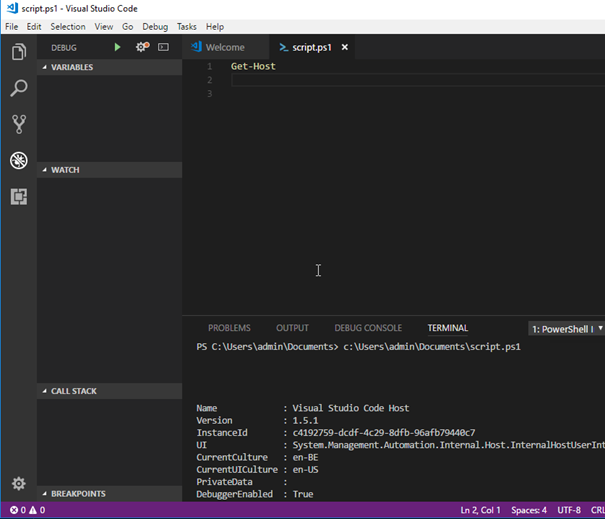 script.ps1 - Visual Studio Code
File Edit Selection View Go Debug Tasks Help
DEBUG
Welcome
script.ps1
VARIABLES
WATCH
CALL STACK
BREAKPOINTS
1 Get-Host
2
3
PROBLEMS OUTPUT DEBUG CONSOLE TERMINAL 1: PowerShell I
PS C:\Users\admin\Documents> c:\Users\admin\Documents\script.ps1
Name : Visual Studio Code Host
Version : 1.5.1
InstanceId : c4192759-dcdf-4c29-8dfb-96afb79440c7
UI : System.Management.Automation.Internal.Host.InternalHostUserInt
CurrentCulture : en-BE
CurrentUICulture : en-US
PrivateData :
DebuggerEnabled : True
0 0 Ln 2, Col 1 Spaces: 4 UTF-8 CRL